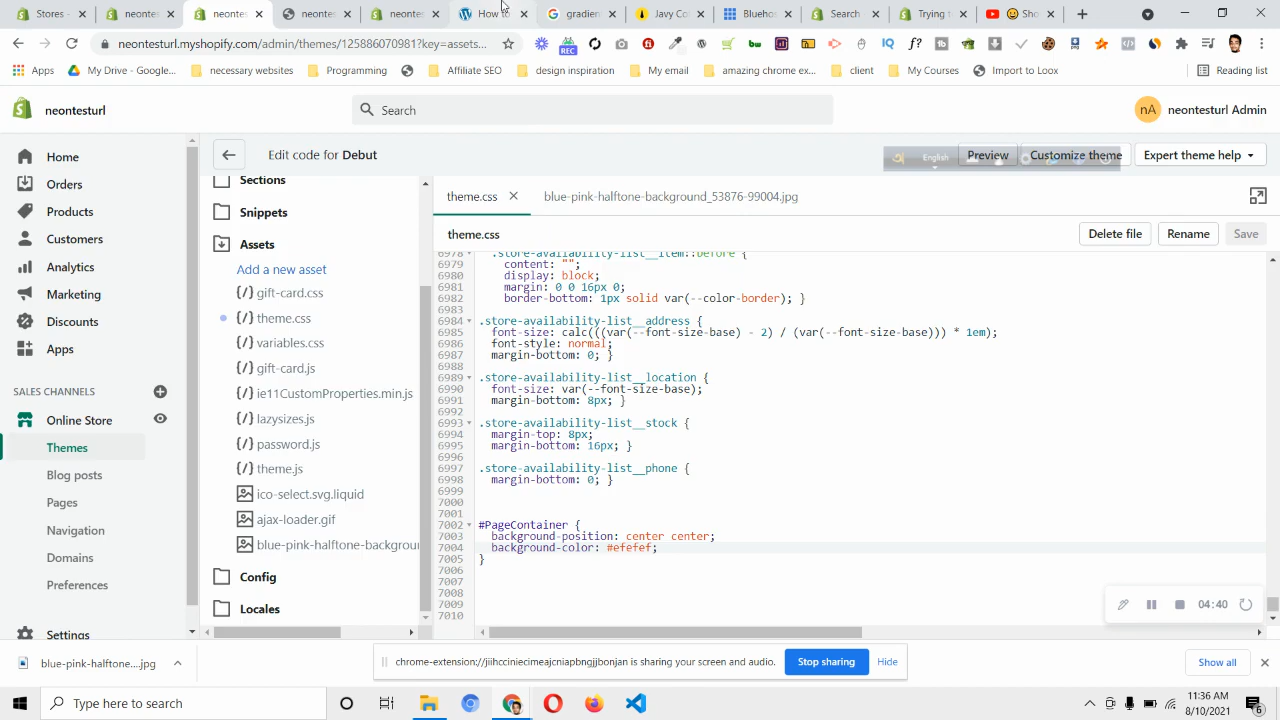 Stores
neontes
neontes
neontes
neontes
How to
gradien
Javy Co
Bluehos
Search
Trying t
Sho
neontesturl.myshopify.com/admin/themes/125886070981?key=assets...
REC
Apps
My Drive - Google...
necessary websites
Programming
Affiliate SEO
design inspiration
My email
amazing chrome ex...
client
My Courses
Import to Loox
Reading list
neontesturl
Search
nA
neontesturl Admin
Edit code for Debut
English
Preview
Customize theme
Expert theme help
Home
Orders
Products
Customers
Analytics
Marketing
Discounts
Apps
SALES CHANNELS
Online Store
Themes
Blog posts
Pages
Navigation
Domains
Preferences
Settings
Sections
Snippets
Assets
Add a new asset
{/} gift-card.css
{/} theme.css
{/} variables.css
{/} gift-card.js
{/} ie11CustomProperties.min.js
{/} lazysizes.js
{/} password.js
{/} theme.js
ico-select.svg.liquid
ajax-loader.gif
blue-pink-halftone-backgrou
Config
Locales
theme.css
blue-pink-halftone-background_53876-99004.jpg
theme.css
Delete file
Rename
Save
6978 .store-availability-list__item::before {
6979 content: "";
6980 display: block;
6981 margin: 0 0 16px 0;
6982 border-bottom: 1px solid var(--color-border); }
6983
6984 .store-availability-list__address {
6985 font-size: calc(((var(--font-size-base) - 2) / (var(--font-size-base))) * 1em);
6986 font-style: normal;
6987 margin-bottom: 0; }
6988
6989 .store-availability-list__location {
6990 font-size: var(--font-size-base);
6991 margin-bottom: 8px; }
6992
6993 .store-availability-list__stock {
6994 margin-top: 8px;
6995 margin-bottom: 16px; }
6996
6997 .store-availability-list__phone {
6998 margin-bottom: 0; }
6999
7000
7001
7002 #PageContainer {
7003 background-position: center center;
7004 background-color: #efefef;
7005 }
7006
7007
7008
7009
7010
04:40
blue-pink-halftone-....jpg
chrome-extension://jiihcciniecimeajcniapbngjjbonjan is sharing your screen and audio.
Stop sharing
Hide
Show all
Type here to search
11:36 AM
8/10/2021
6